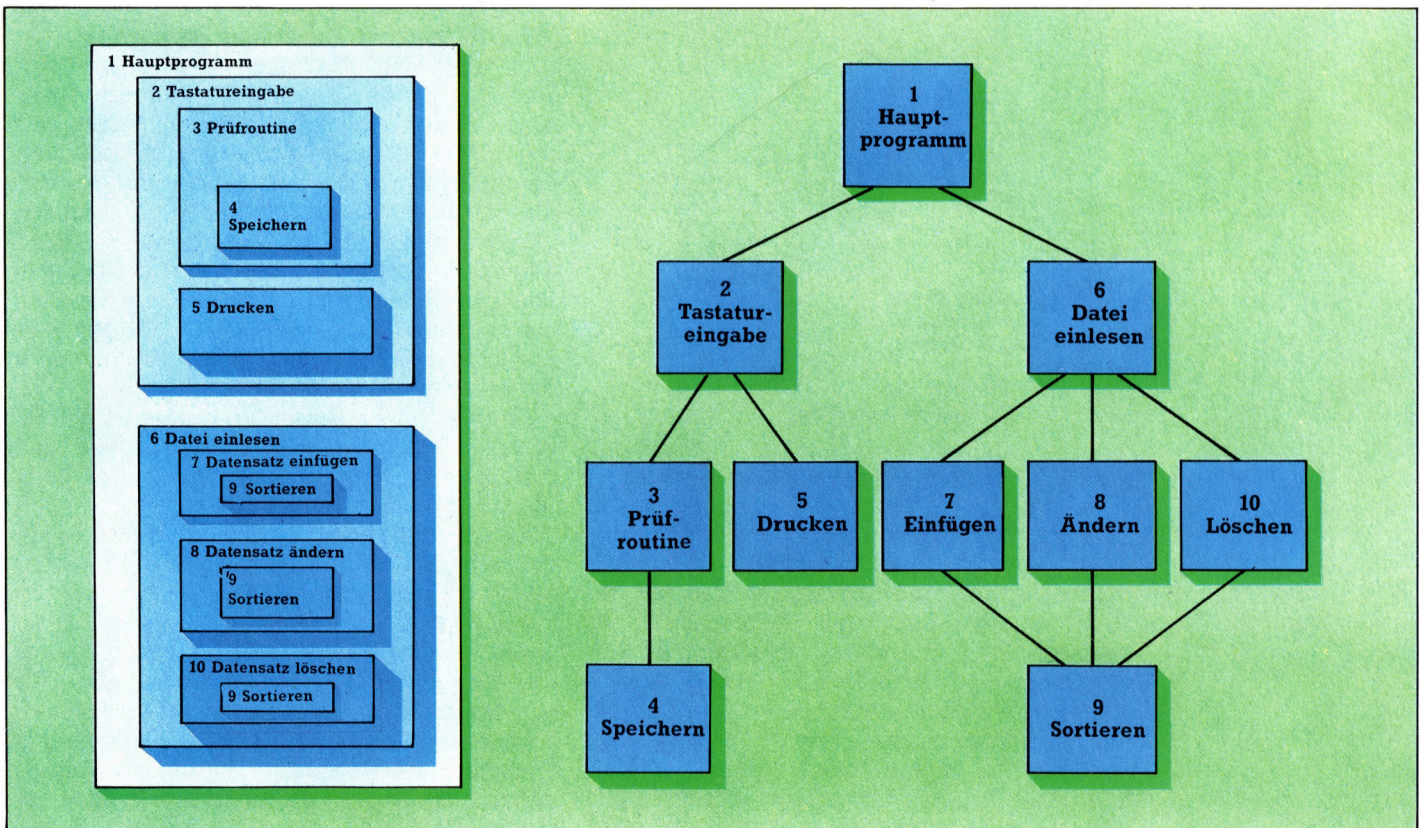 1 Hauptprogramm
2 Tastatureingabe
3 Prüfroutine
4
Speichern
5 Drucken
6 Datei einlesen
7 Datensatz einfügen
9 Sortieren
8 Datensatz ändern
9
Sortieren
10 Datensatz löschen
9 Sortieren
1
Haupt-
programm
2
Tastatur-
eingabe
6
Datei
einlesen
3
Prüf-
routine
5
Drucken
7
Einfügen
8
Ändern
10
Löschen
4
Speichern
9
Sortieren